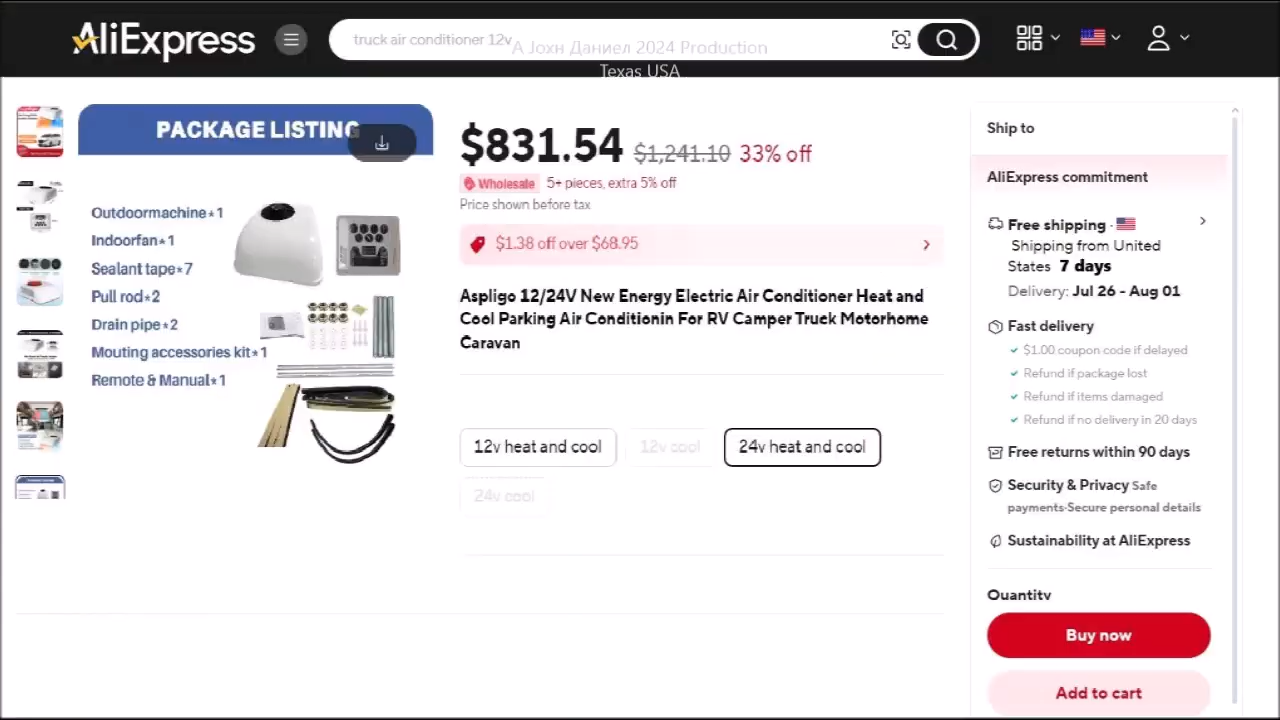 AliExpress
truck air conditioner 12v
А Јохн Даниел 2024 Production
Texas USA
PACKAGE LISTING
Outdoormachine*1
Indoorfan*1
Sealant tape*7
Pull rod*2
Drain pipe*2
Mouting accessories kit*1
Remote & Manual*1
$831.54 $1,241.10 33% off
Wholesale 5+ pieces, extra 5% off
Price shown before tax
$1.38 off over $68.95
Aspligo 12/24V New Energy Electric Air Conditioner Heat and
Cool Parking Air Conditionin For RV Camper Truck Motorhome
Caravan
12v heat and cool 12v cool 24v heat and cool
24v cool
Ship to
AliExpress commitment
Free shipping ·
Shipping from United
States 7 days
Delivery: Jul 26 - Aug 01
Fast delivery
$1.00 coupon code if delayed
Refund if package lost
Refund if items damaged
Refund if no delivery in 20 days
Free returns within 90 days
Security & Privacy Safe
payments·Secure personal details
Sustainability at AliExpress
Quantity
Buy now
Add to cart